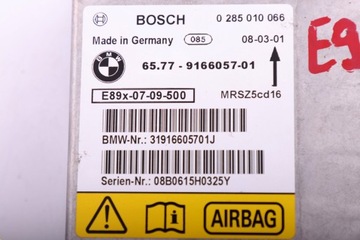 BOSCH 0 285 010 066
Made in Germany 085 08-03-01
BMW
65.77 - 9166057-01
E89x-07-09-500 MRSZ5cd16
BMW-Nr.: 31916605701J
Serien-Nr.: 08B0615H0325Y
AIRBAG
E9